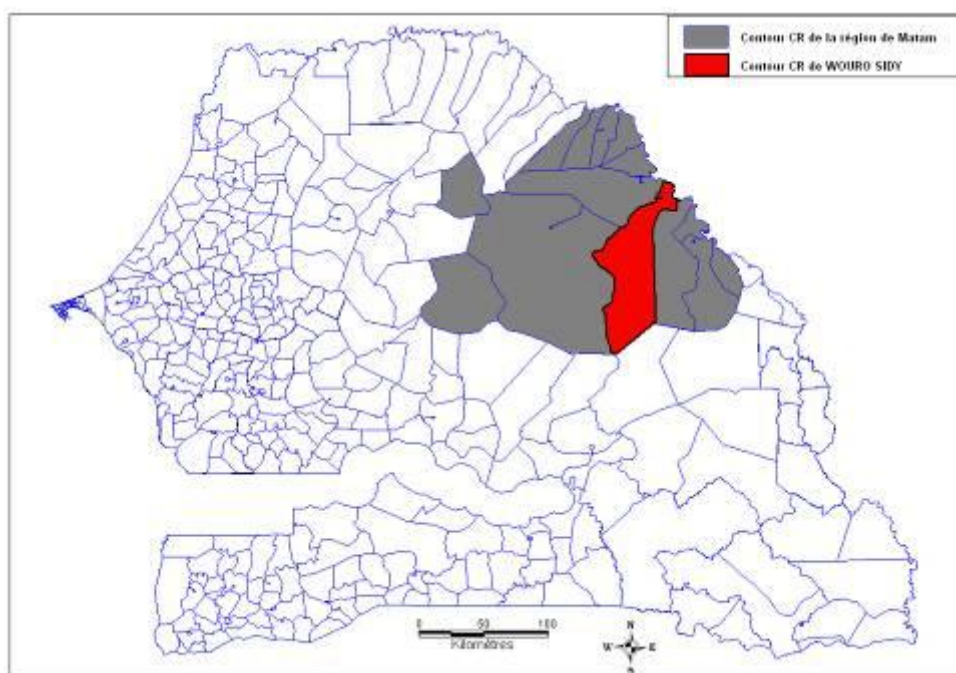 Contour CR de la région de Matam
Contour CR de WOURO SIDY
0 50 100
Kilomètres
N
W E